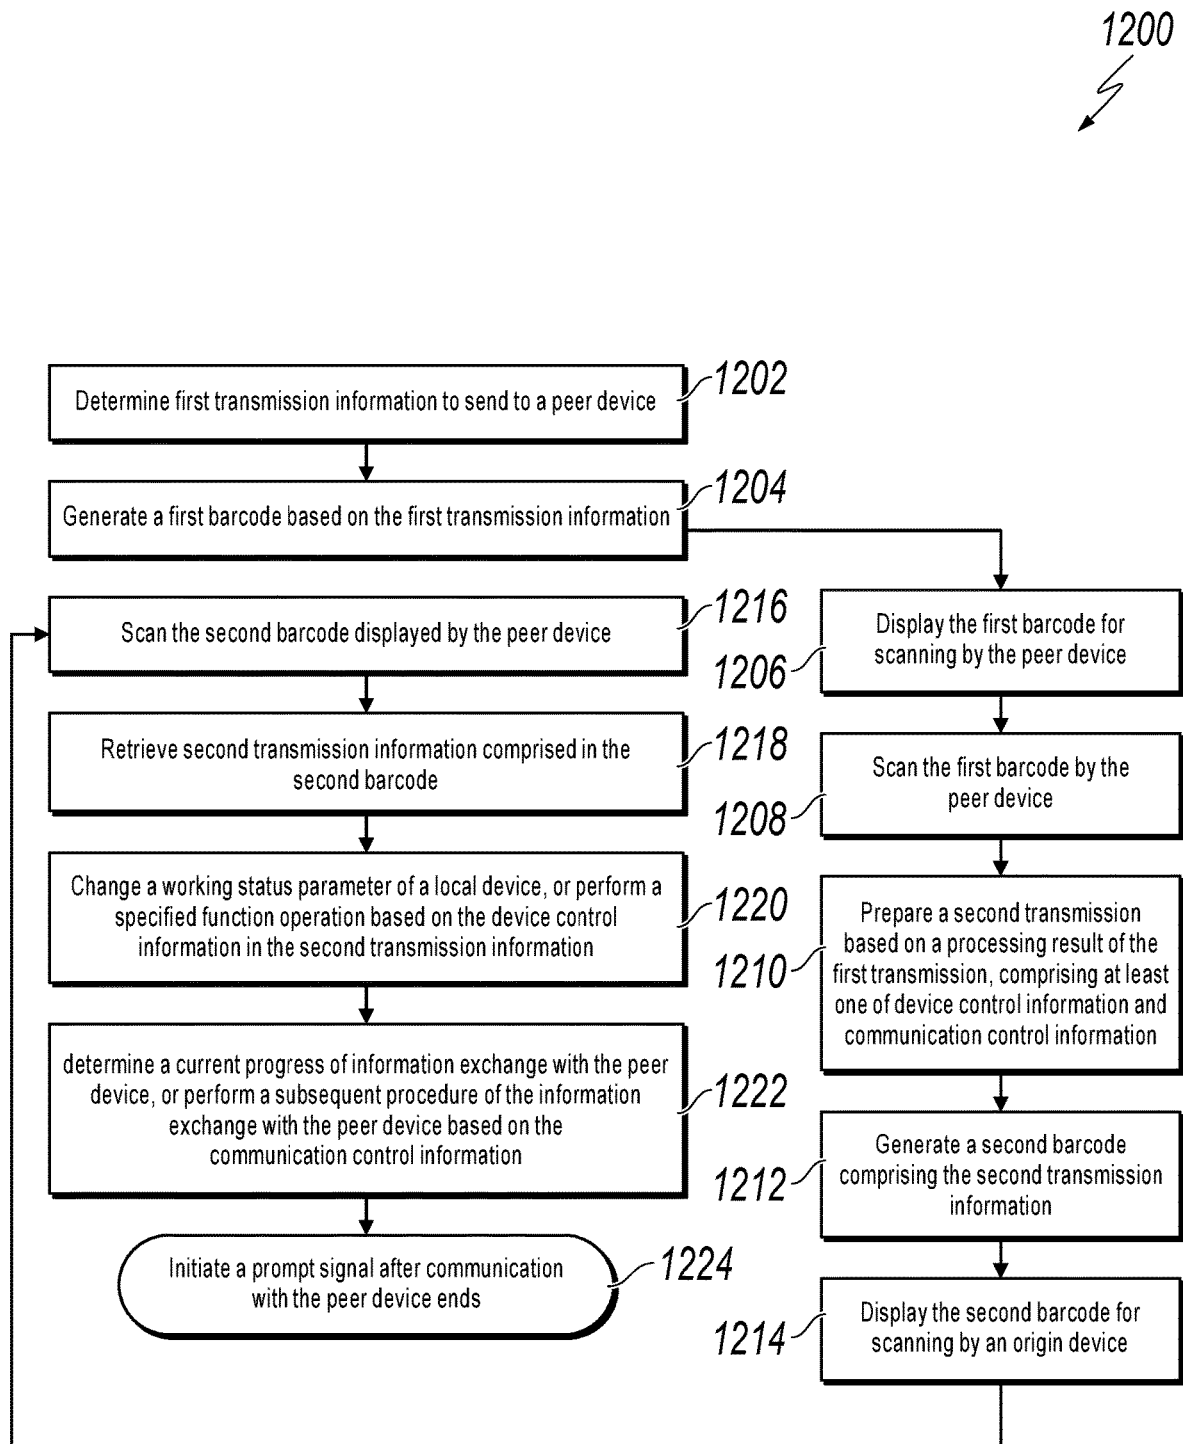 1200
Determine first transmission information to send to a peer device
1202
Generate a first barcode based on the first transmission information
1204
Display the first barcode for
scanning by the peer device
1206
Scan the first barcode by the
peer device
1208
Prepare a second transmission
based on a processing result of the
first transmission, comprising at least
one of device control information and
communication control information
1210
Generate a second barcode
comprising the second transmission
information
1212
Display the second barcode for
scanning by an origin device
1214
Scan the second barcode displayed by the peer device
1216
Retrieve second transmission information comprised in the
second barcode
1218
Change a working status parameter of a local device, or perform a
specified function operation based on the device control
information in the second transmission information
1220
determine a current progress of information exchange with the peer
device, or perform a subsequent procedure of the information
exchange with the peer device based on the
communication control information
1222
Initiate a prompt signal after communication
with the peer device ends
1224